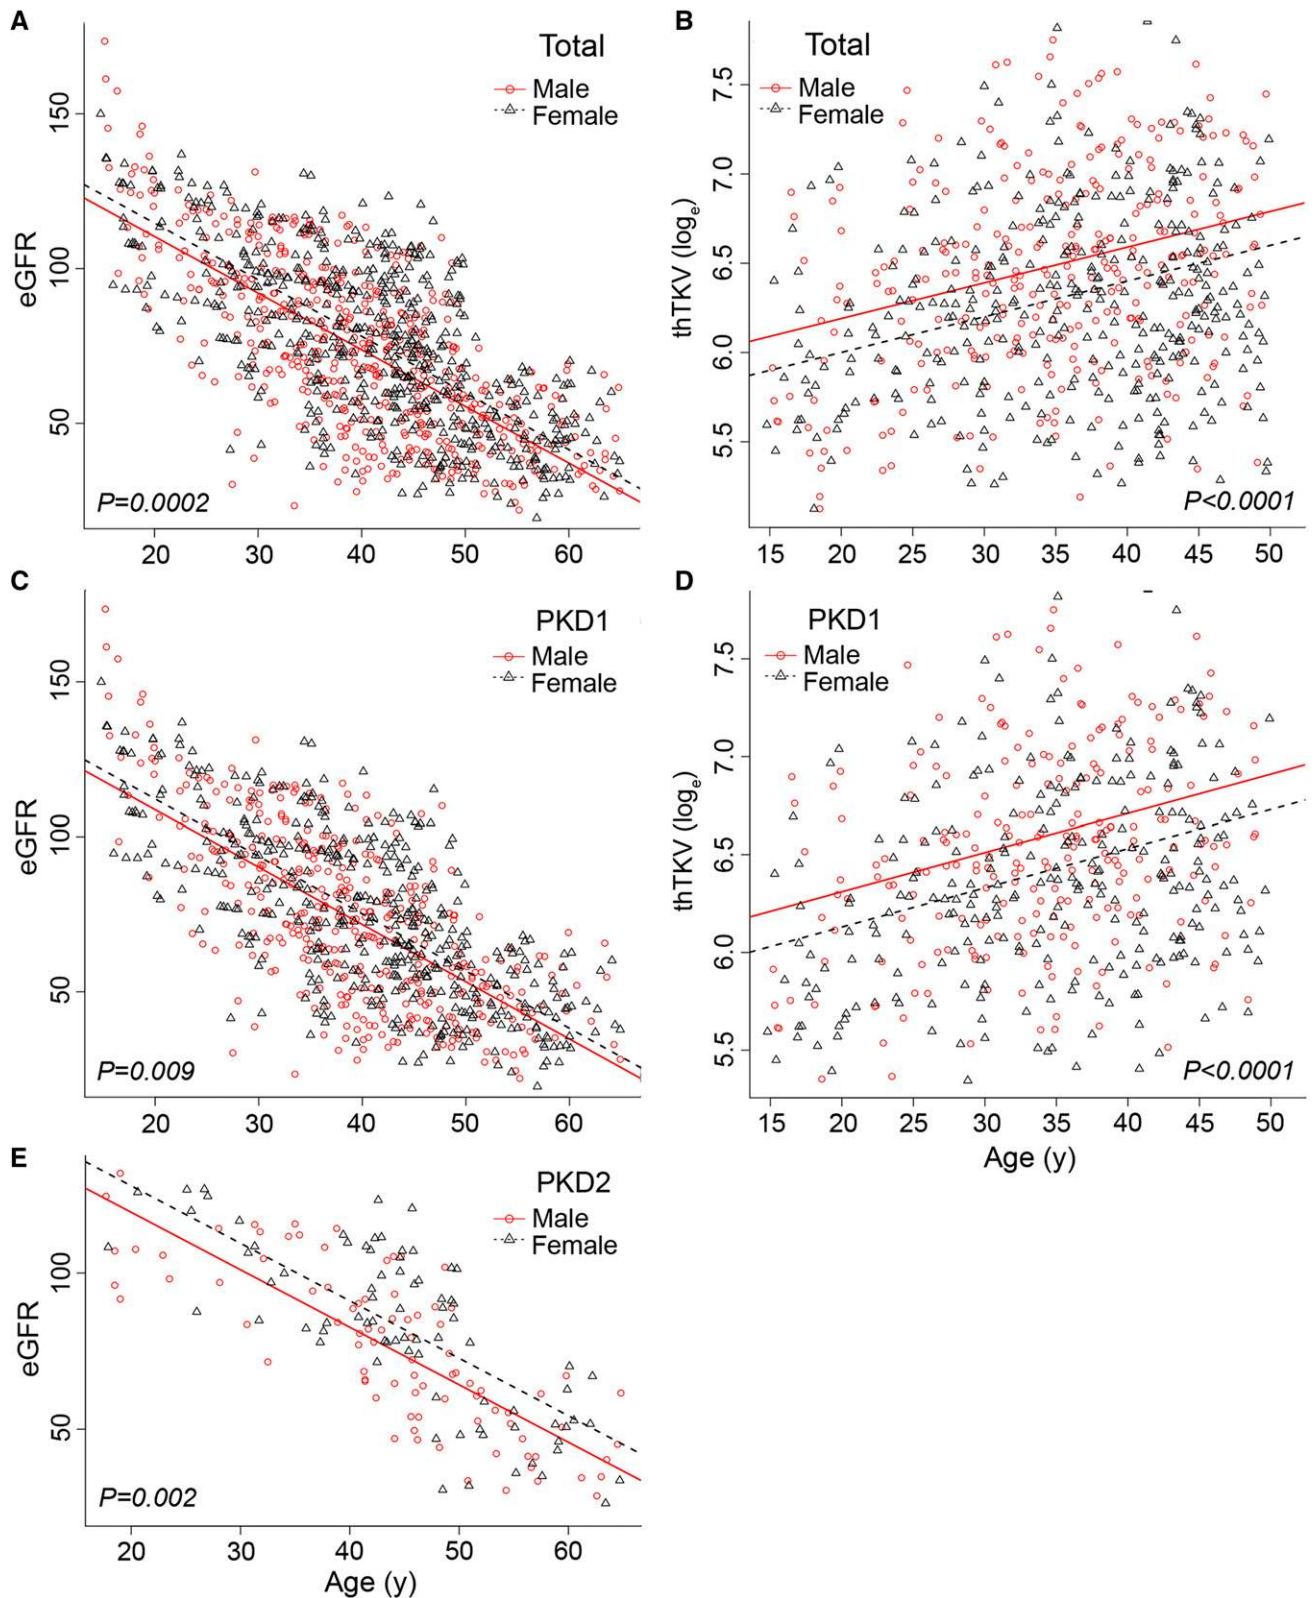 A
Total
Male
Female
eGFR
150
100
50
P=0.0002
20 30 40 50 60
B
Total
Male
Female
thTKV (logₑ)
7.5
7.0
6.5
6.0
5.5
P<0.0001
15 20 25 30 35 40 45 50
C
PKD1
Male
Female
eGFR
150
100
50
P=0.009
20 30 40 50 60
D
PKD1
Male
Female
thTKV (logₑ)
7.5
7.0
6.5
6.0
5.5
P<0.0001
15 20 25 30 35 40 45 50
Age (y)
E
PKD2
Male
Female
eGFR
100
50
P=0.002
20 30 40 50 60
Age (y)